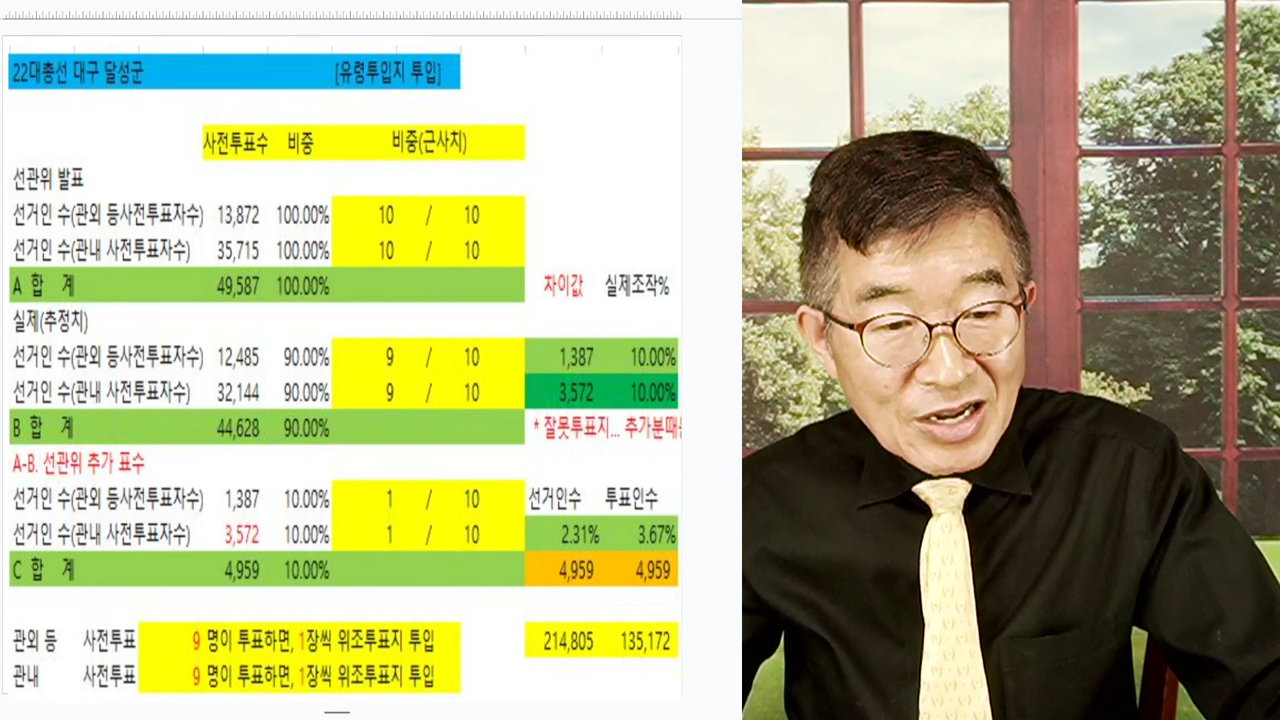 22대총선 대구 달성군 [유령투입지 투입]
사전투표수 비중 비중(근사치)
선관위 발표
선거인 수(관외 등사전투표자수) 13,872 100.00% 10 / 10
선거인 수(관내 사전투표자수) 35,715 100.00% 10 / 10
A 합 계 49,587 100.00% 차이값 실제조작%
실제(추정치)
선거인 수(관외 등사전투표자수) 12,485 90.00% 9 / 10 1,387 10.00%
선거인 수(관내 사전투표자수) 32,144 90.00% 9 / 10 3,572 10.00%
B 합 계 44,628 90.00% * 잘못투표지... 추가분때
A-B. 선관위 추가 표수
선거인 수(관외 등사전투표자수) 1,387 10.00% 1 / 10 선거인수 투표인수
선거인 수(관내 사전투표자수) 3,572 10.00% 1 / 10 2.31% 3.67%
C 합 계 4,959 10.00% 4,959 4,959
관외 등 사전투표 9 명이 투표하면, 1장씩 위조투표지 투입 214,805 135,172
관내 사전투표 9 명이 투표하면, 1장씩 위조투표지 투입